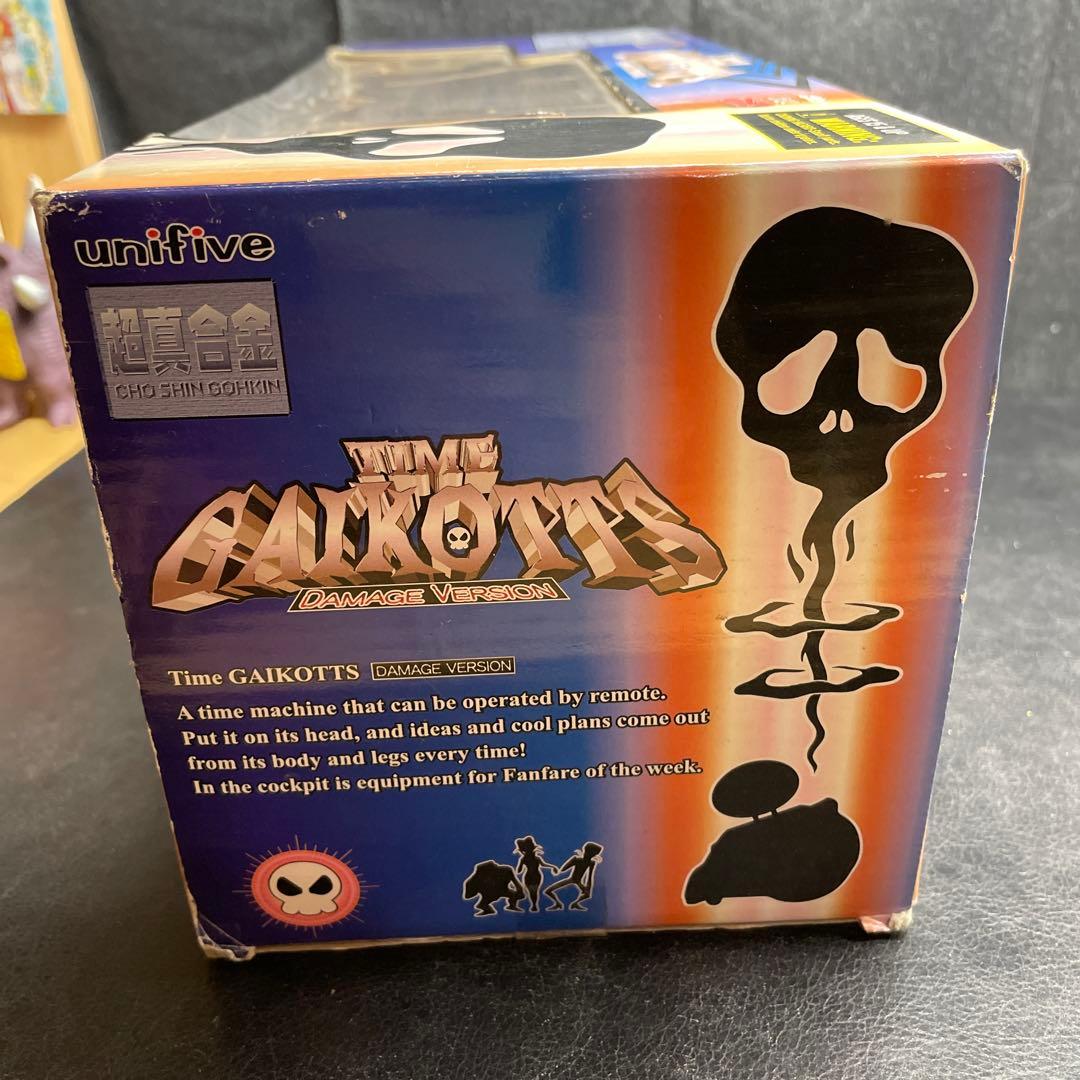 WARNING:
unifive
超真合金
CHO SHIN GOHKIN
TIME
GAIKOTTS
DAMAGE VERSION
Time GAIKOTTS DAMAGE VERSION
A time machine that can be operated by remote.
Put it on its head, and ideas and cool plans come out
from its body and legs every time!
In the cockpit is equipment for Fanfare of the week.